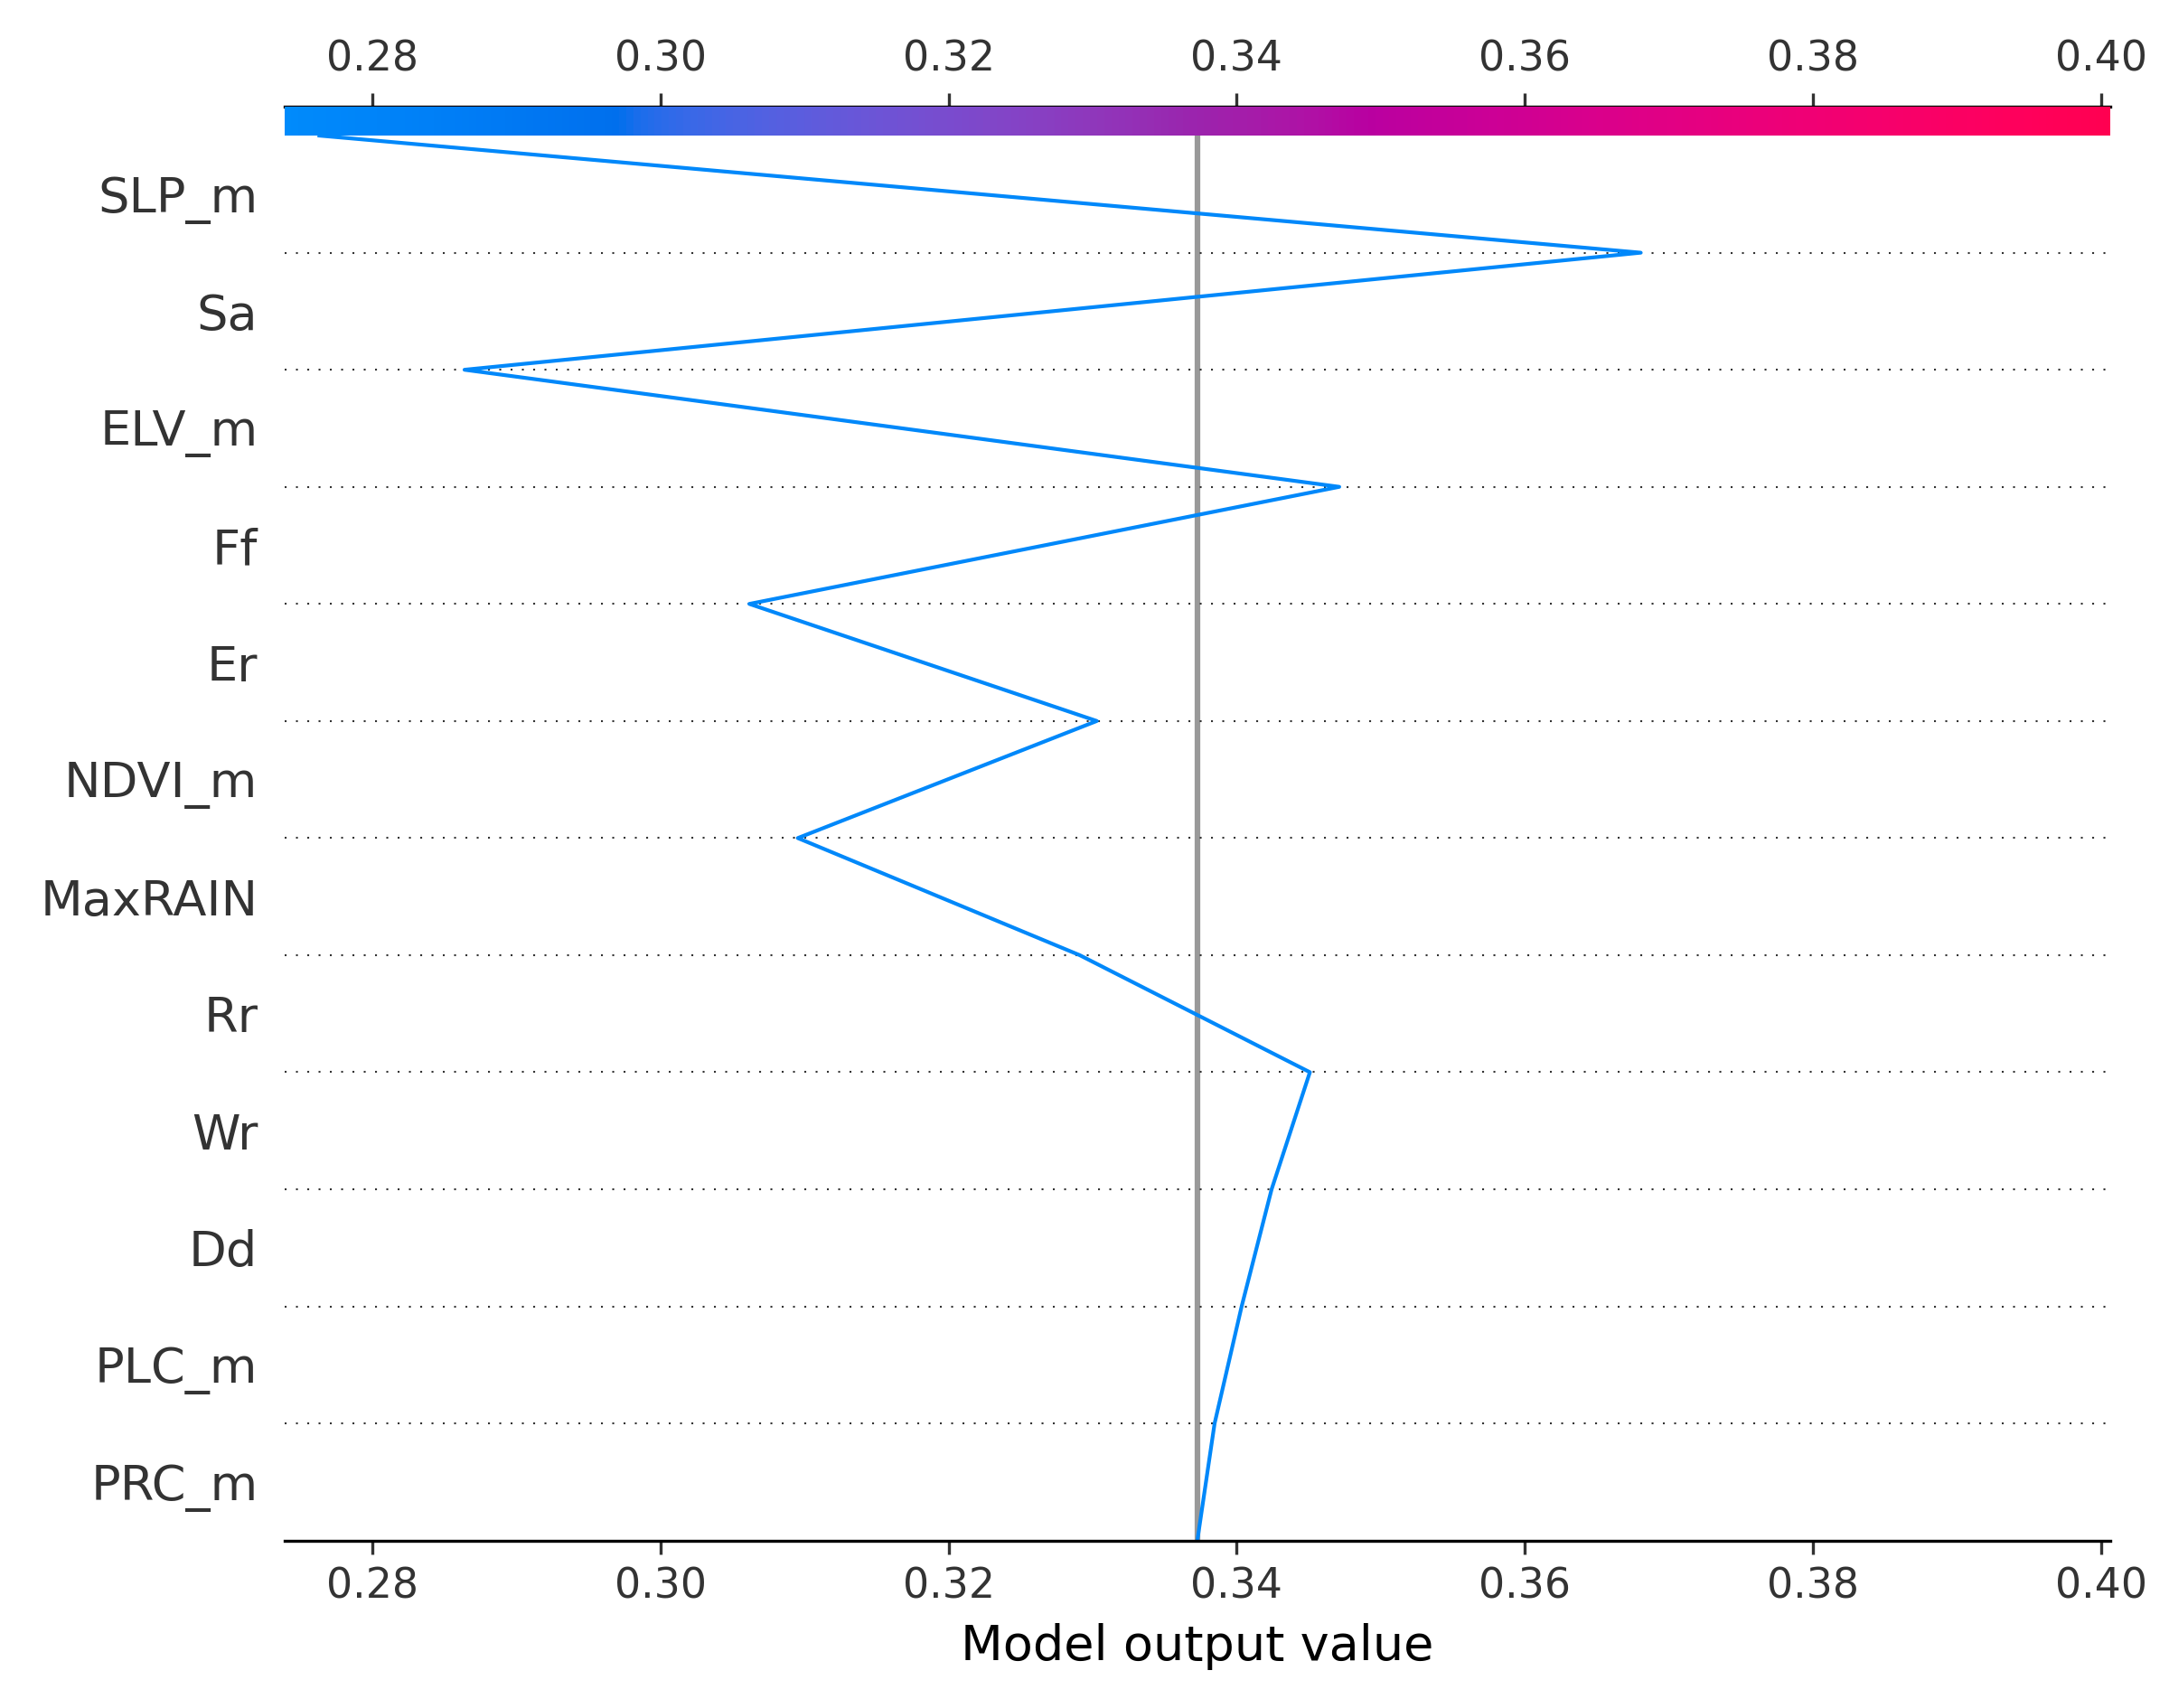 0.28 0.30 0.32 0.34 0.36 0.38 0.40
SLP_m
Sa
ELV_m
Ff
Er
NDVI_m
MaxRAIN
Rr
Wr
Dd
PLC_m
PRC_m
0.28 0.30 0.32 0.34 0.36 0.38 0.40
Model output value